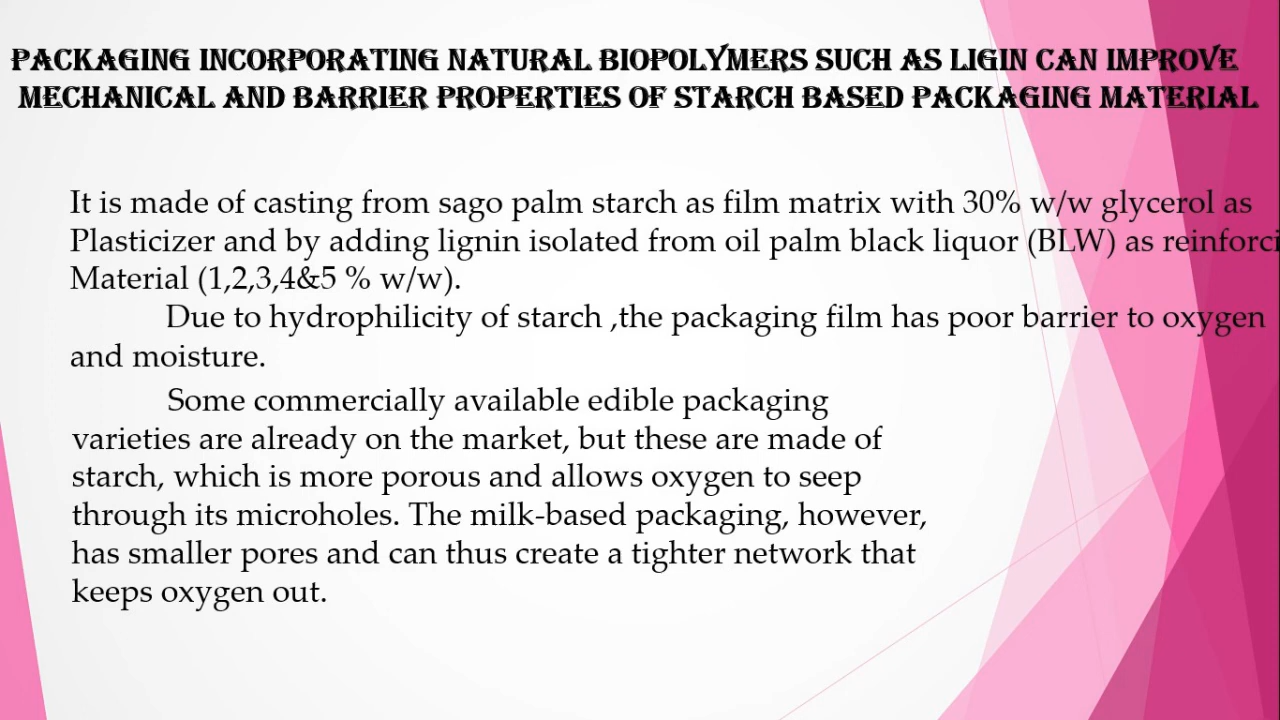 PACKAGING INCORPORATING NATURAL BIOPOLYMERS SUCH AS LIGIN CAN IMPROVE
MECHANICAL AND BARRIER PROPERTIES OF STARCH BASED PACKAGING MATERIAL
It is made of casting from sago palm starch as film matrix with 30% w/w glycerol as
Plasticizer and by adding lignin isolated from oil palm black liquor (BLW) as reinforci
Material (1,2,3,4&5 % w/w).
Due to hydrophilicity of starch ,the packaging film has poor barrier to oxygen
and moisture.
Some commercially available edible packaging
varieties are already on the market, but these are made of
starch, which is more porous and allows oxygen to seep
through its microholes. The milk-based packaging, however,
has smaller pores and can thus create a tighter network that
keeps oxygen out.